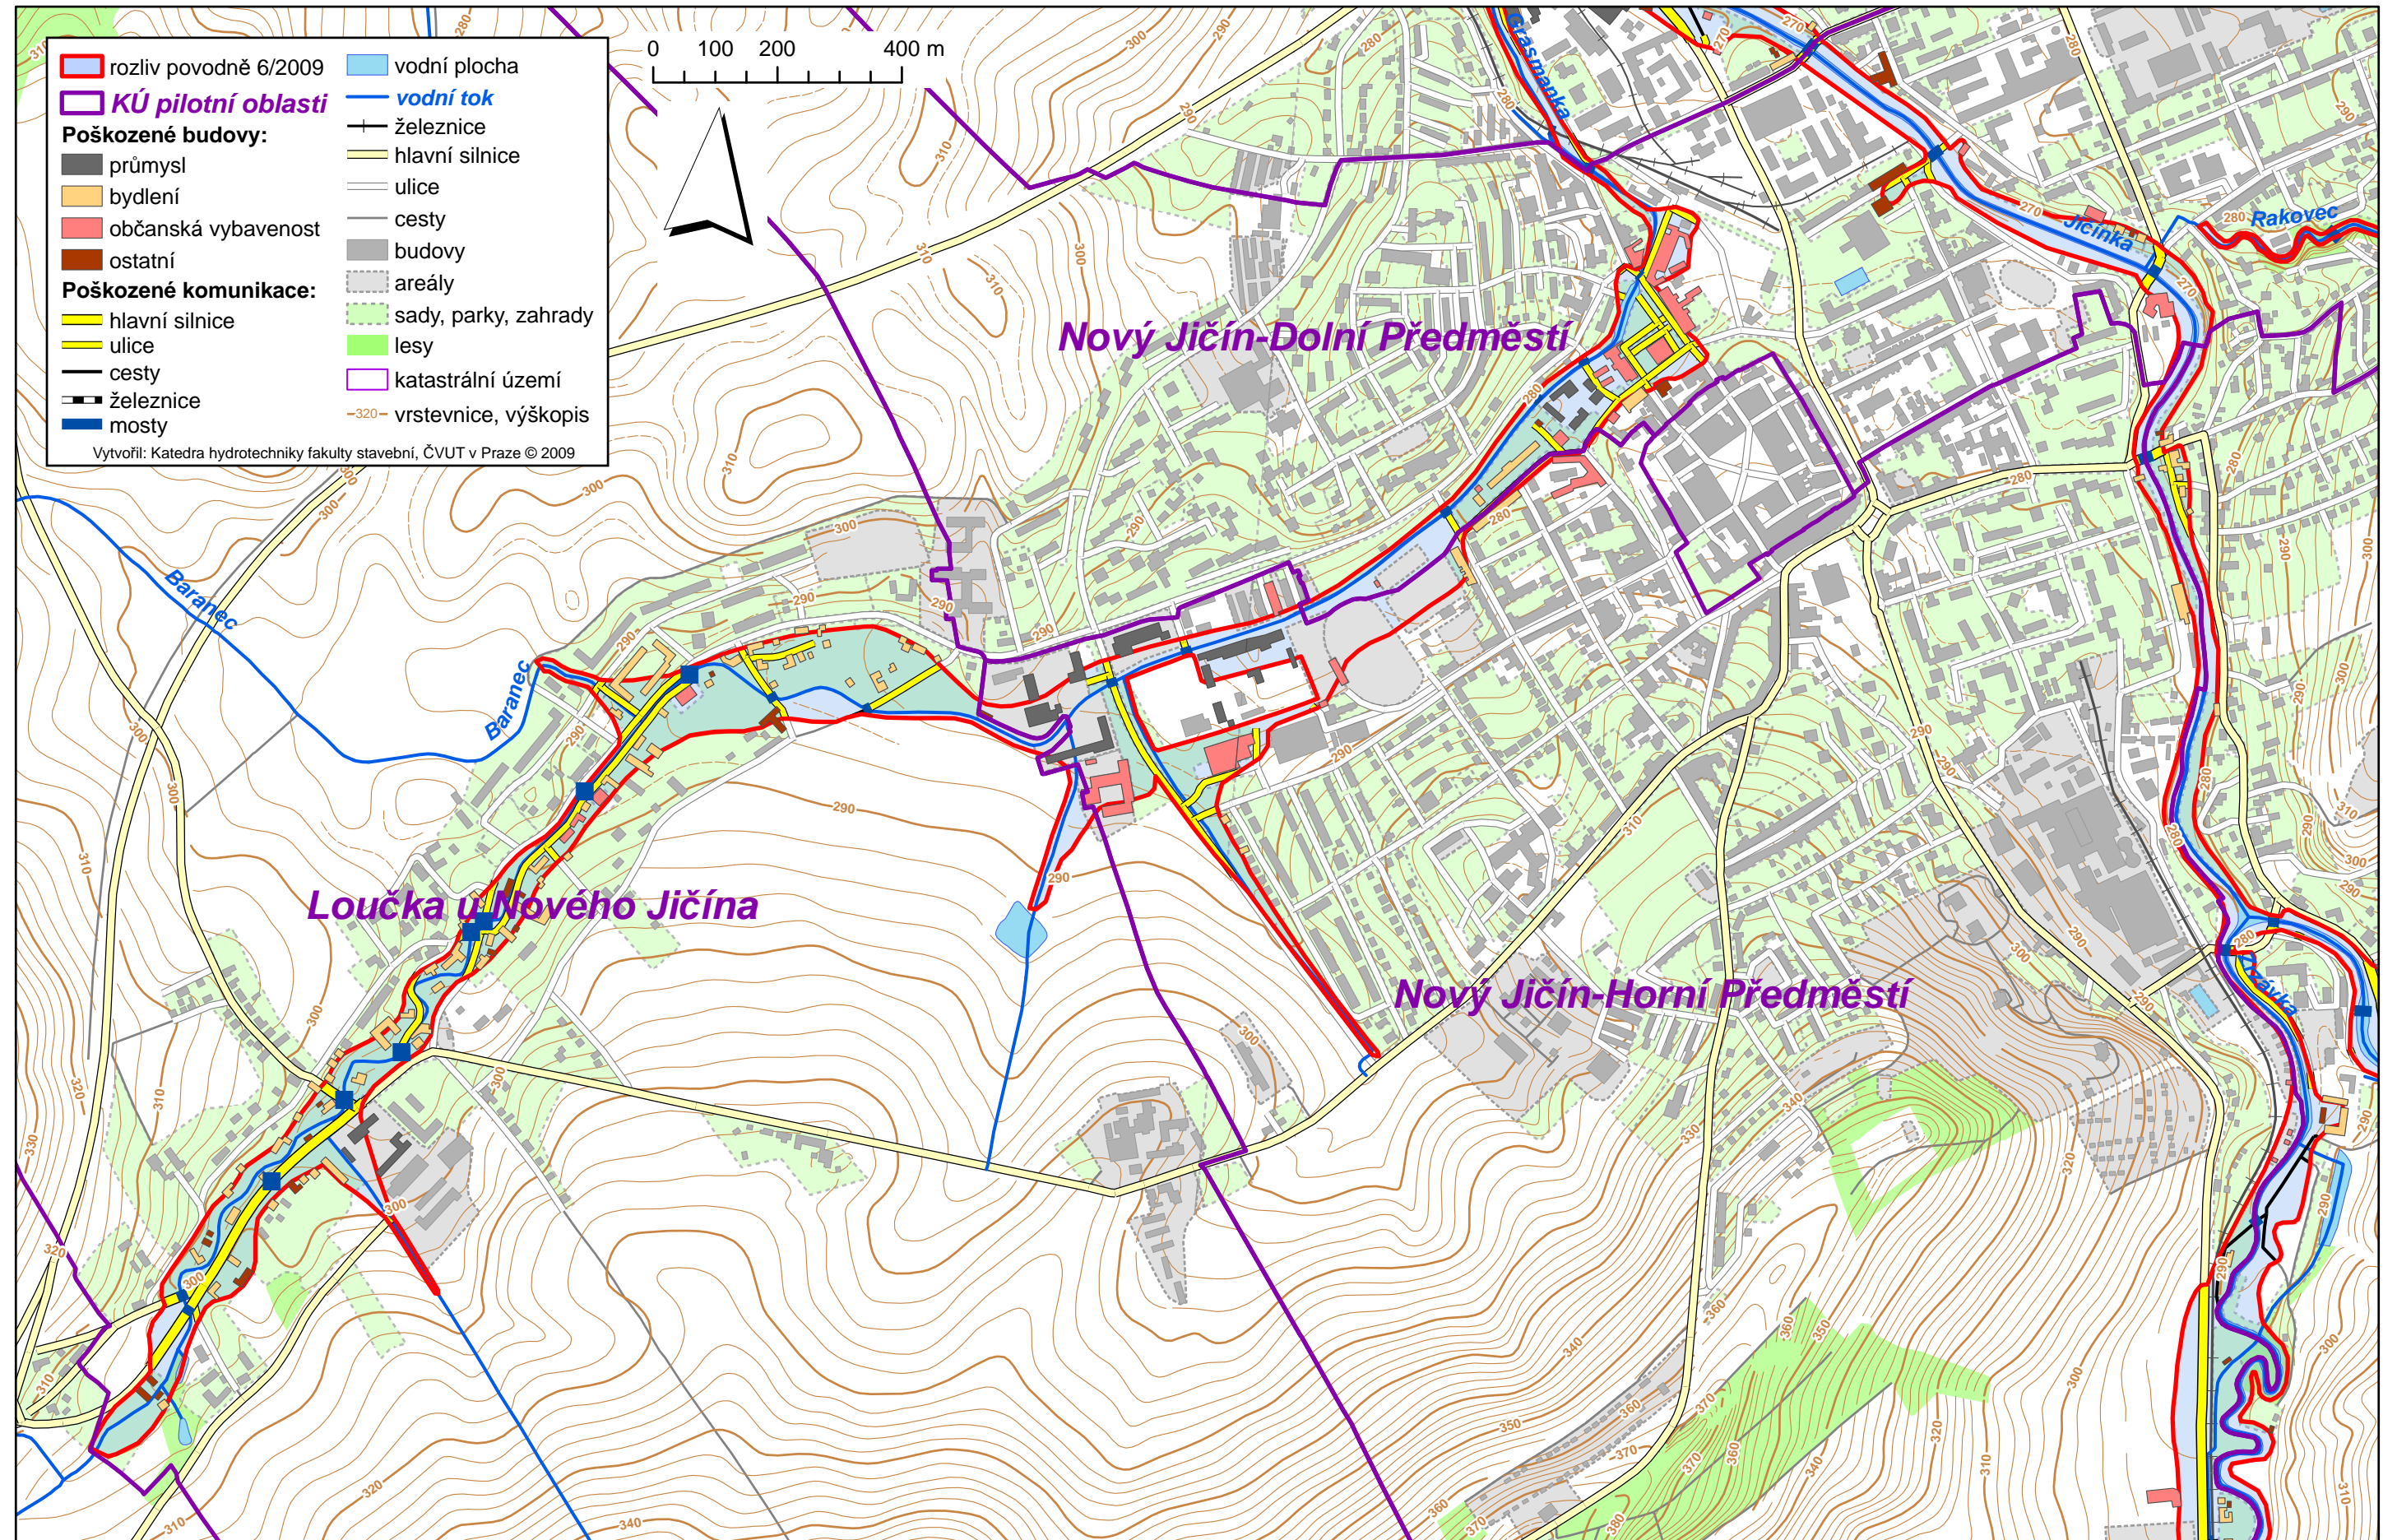 rozliv povodně 6/2009
KÚ pilotní oblasti
Poškozené budovy:
průmysl
bydlení
občanská vybavenost
ostatní
Poškozené komunikace:
hlavní silnice
ulice
cesty
železnice
mosty
vodní plocha
vodní tok
železnice
hlavní silnice
ulice
cesty
budovy
areály
sady, parky, zahrady
lesy
katastrální území
320 vrstevnice, výškopis
Vytvořil: Katedra hydrotechniky fakulty stavební, ČVUT v Praze © 2009
0 100 200 400 m
Grasmanka
Jičínka
Rakovec
Nový Jičín-Dolní Předměstí
Baranec
Baranec
Loučka u Nového Jičína
Nový Jičín-Horní Předměstí
Zrzávka